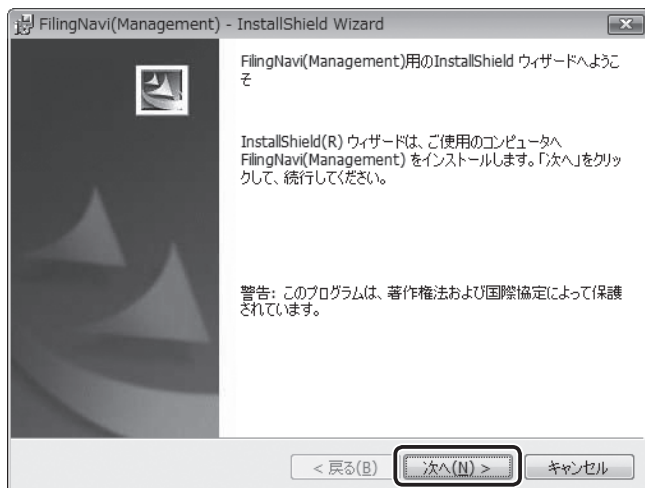 FilingNavi(Management) - InstallShield Wizard
FilingNavi(Management)用のInstallShield ウィザードへようこ
そ
InstallShield(R) ウィザードは、ご使用のコンピュータへ
FilingNavi(Management) をインストールします。「次へ」をクリッ
クして、続行してください。
警告: このプログラムは、著作権法および国際協定によって保護
されています。
< 戻る(B)
次へ(N) >
キャンセル